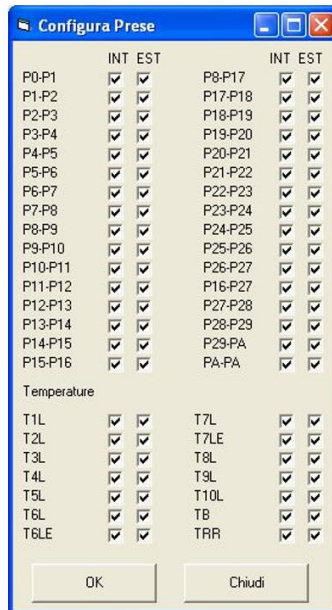 Configura Prese
INT EST INT EST
P0-P1 P8-P17
P1-P2 P17-P18
P2-P3 P18-P19
P3-P4 P19-P20
P4-P5 P20-P21
P5-P6 P21-P22
P6-P7 P22-P23
P7-P8 P23-P24
P8-P9 P24-P25
P9-P10 P25-P26
P10-P11 P26-P27
P11-P12 P16-P27
P12-P13 P27-P28
P13-P14 P28-P29
P14-P15 P29-PA
P15-P16 PA-PA
Temperature
T1L T7L
T2L T7LE
T3L T8L
T4L T9L
T5L T10L
T6L TB
T6LE TRR
OK Chiudi